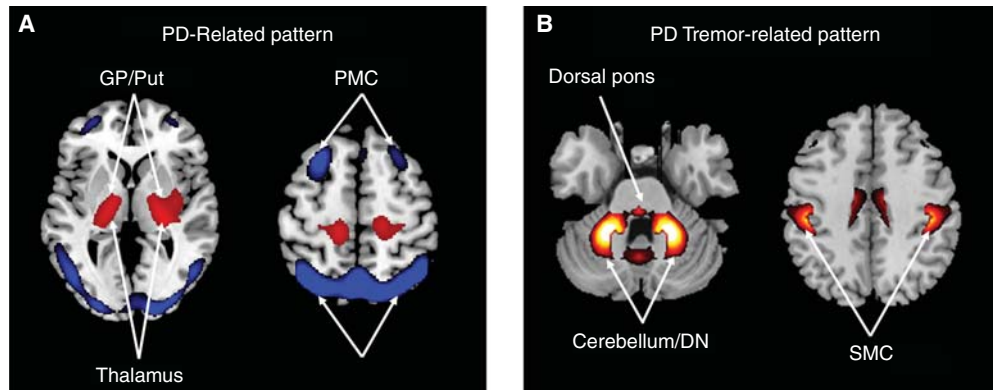 A
PD-Related pattern
GP/Put
PMC
Thalamus
B
PD Tremor-related pattern
Dorsal pons
Cerebellum/DN
SMC